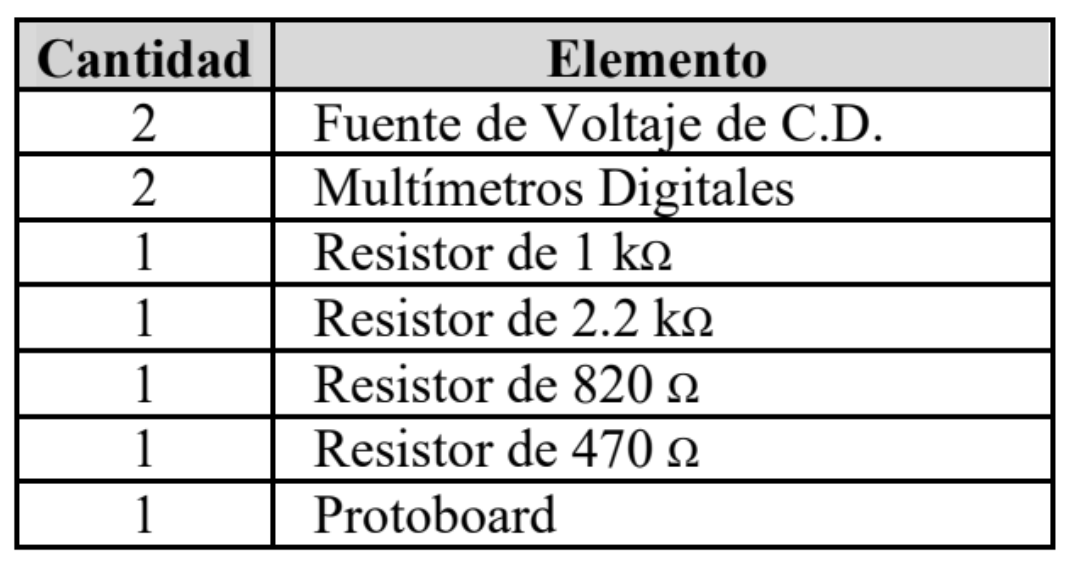 Cantidad Elemento
2 Fuente de Voltaje de C.D.
2 Multímetros Digitales
1 Resistor de 1 kΩ
1 Resistor de 2.2 kΩ
1 Resistor de 820 Ω
1 Resistor de 470 Ω
1 Protoboard